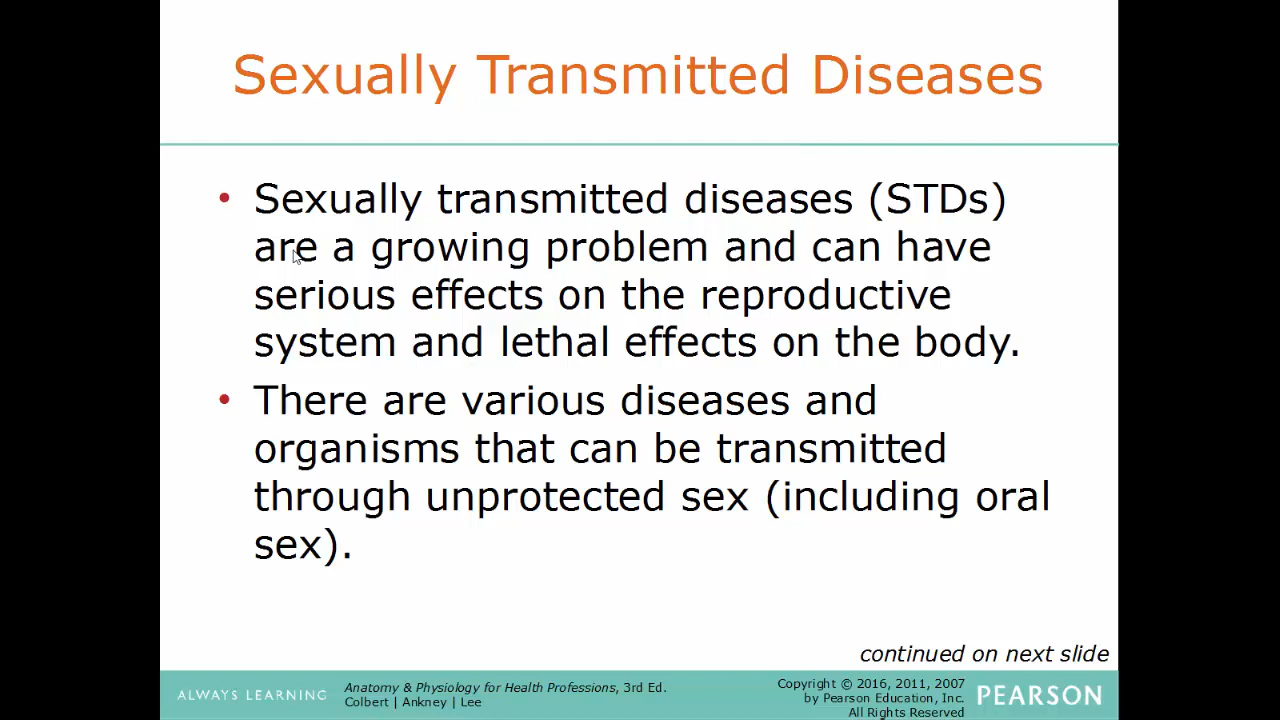 Sexually Transmitted Diseases
• Sexually transmitted diseases (STDs)
are a growing problem and can have
serious effects on the reproductive
system and lethal effects on the body.
• There are various diseases and
organisms that can be transmitted
through unprotected sex (including oral
sex).
continued on next slide
ALWAYS LEARNING
Anatomy & Physiology for Health Professions, 3rd Ed.
Colbert | Ankney | Lee
Copyright © 2016, 2011, 2007
by Pearson Education, Inc.
All Rights Reserved
PEARSON